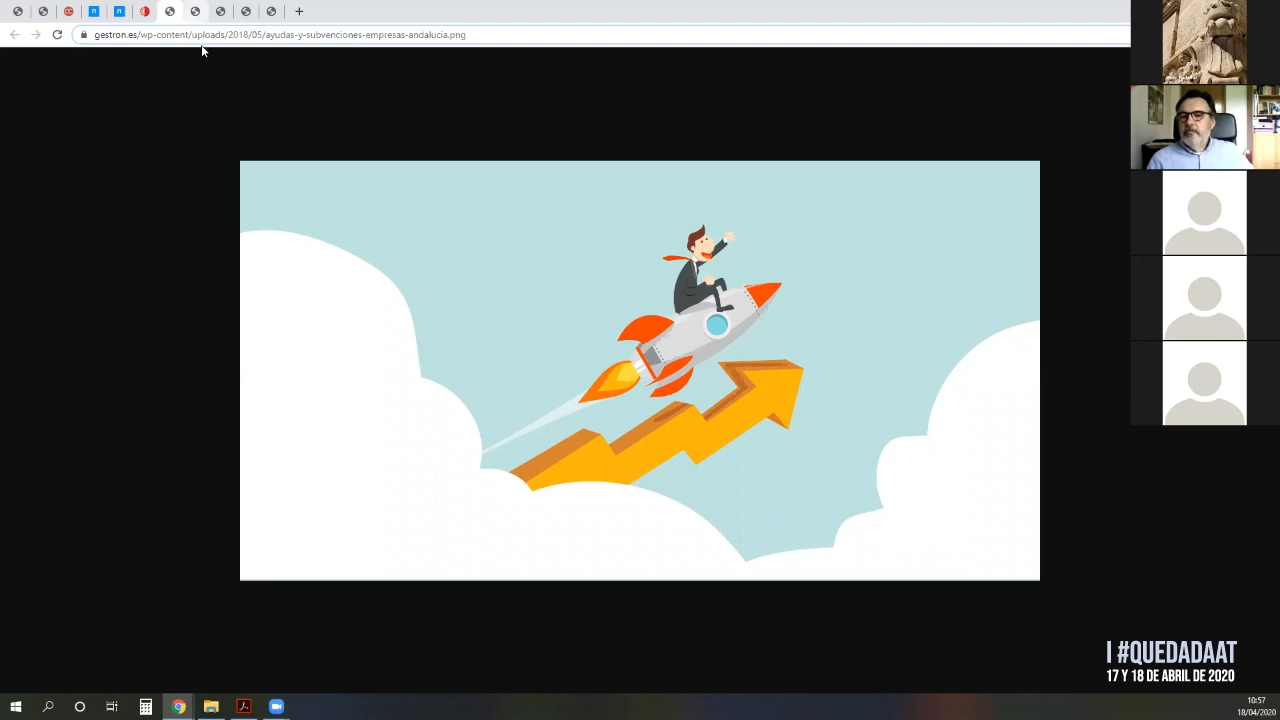 gestron.es/wp-content/uploads/2018/05/ayudas-y-subvenciones-empresas-andalucia.png
I #QUEDADAAT
17 Y 18 DE ABRIL DE 2020
10:57
18/04/2020